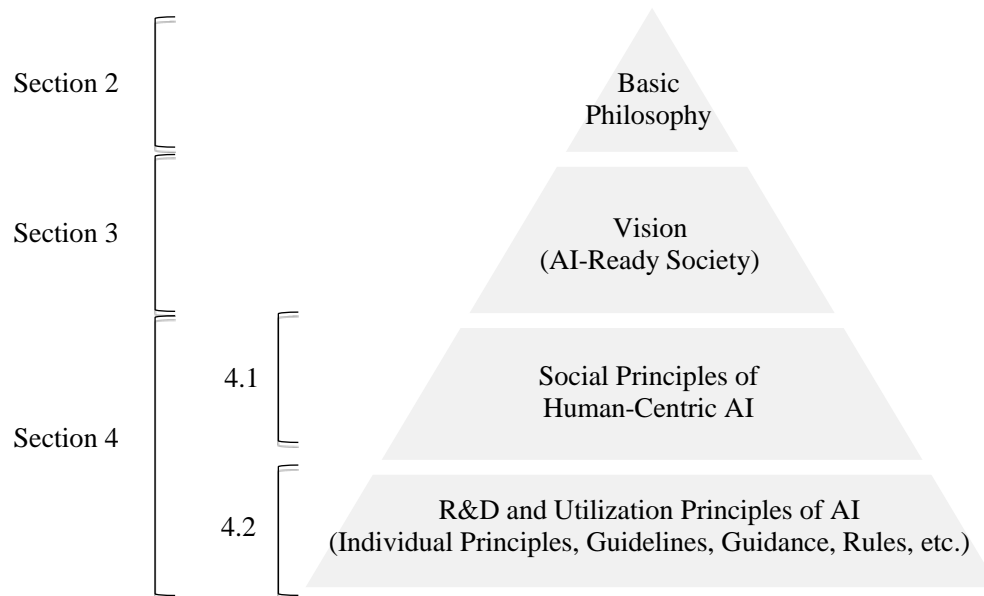 Section 2
Basic
Philosophy
Section 3
Vision
(AI-Ready Society)
Section 4
4.1
Social Principles of
Human-Centric AI
4.2
R&D and Utilization Principles of AI
(Individual Principles, Guidelines, Guidance, Rules, etc.)